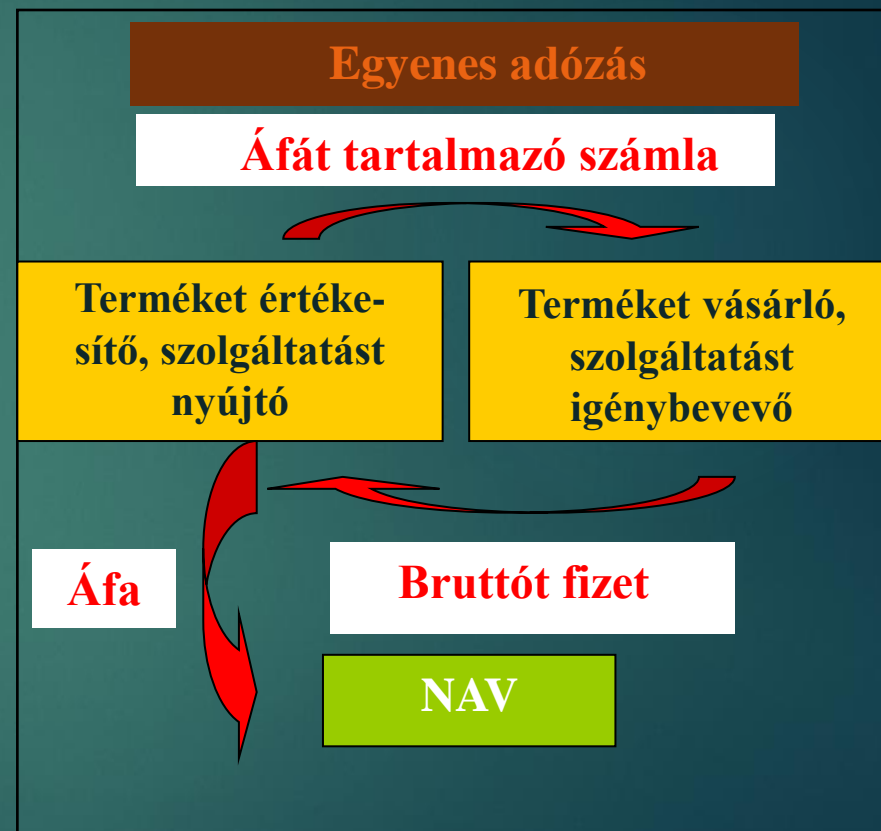 Egyenes adózás
Áfát tartalmazó számla
Terméket értéke-
sítő, szolgáltatást
nyújtó
Terméket vásárló,
szolgáltatást
igénybevevő
Áfa
Bruttót fizet
NAV